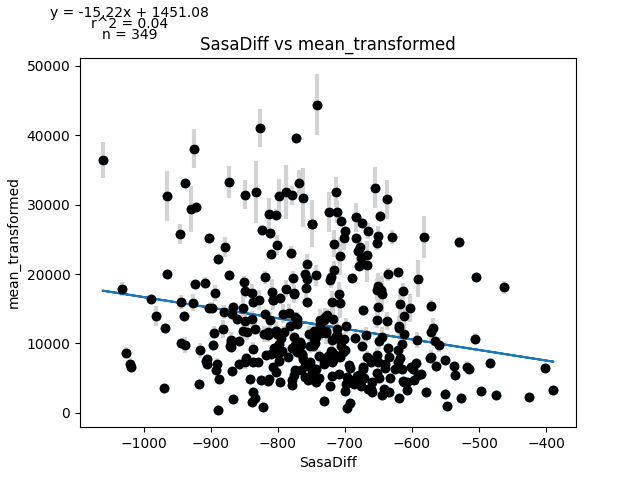 y = -15.22x + 1451.08
r^2 = 0.04
n = 349
SasaDiff vs mean_transformed
50000
40000
30000
20000
10000
0
mean_transformed
−1000 −900 −800 −700 −600 −500 −400
SasaDiff